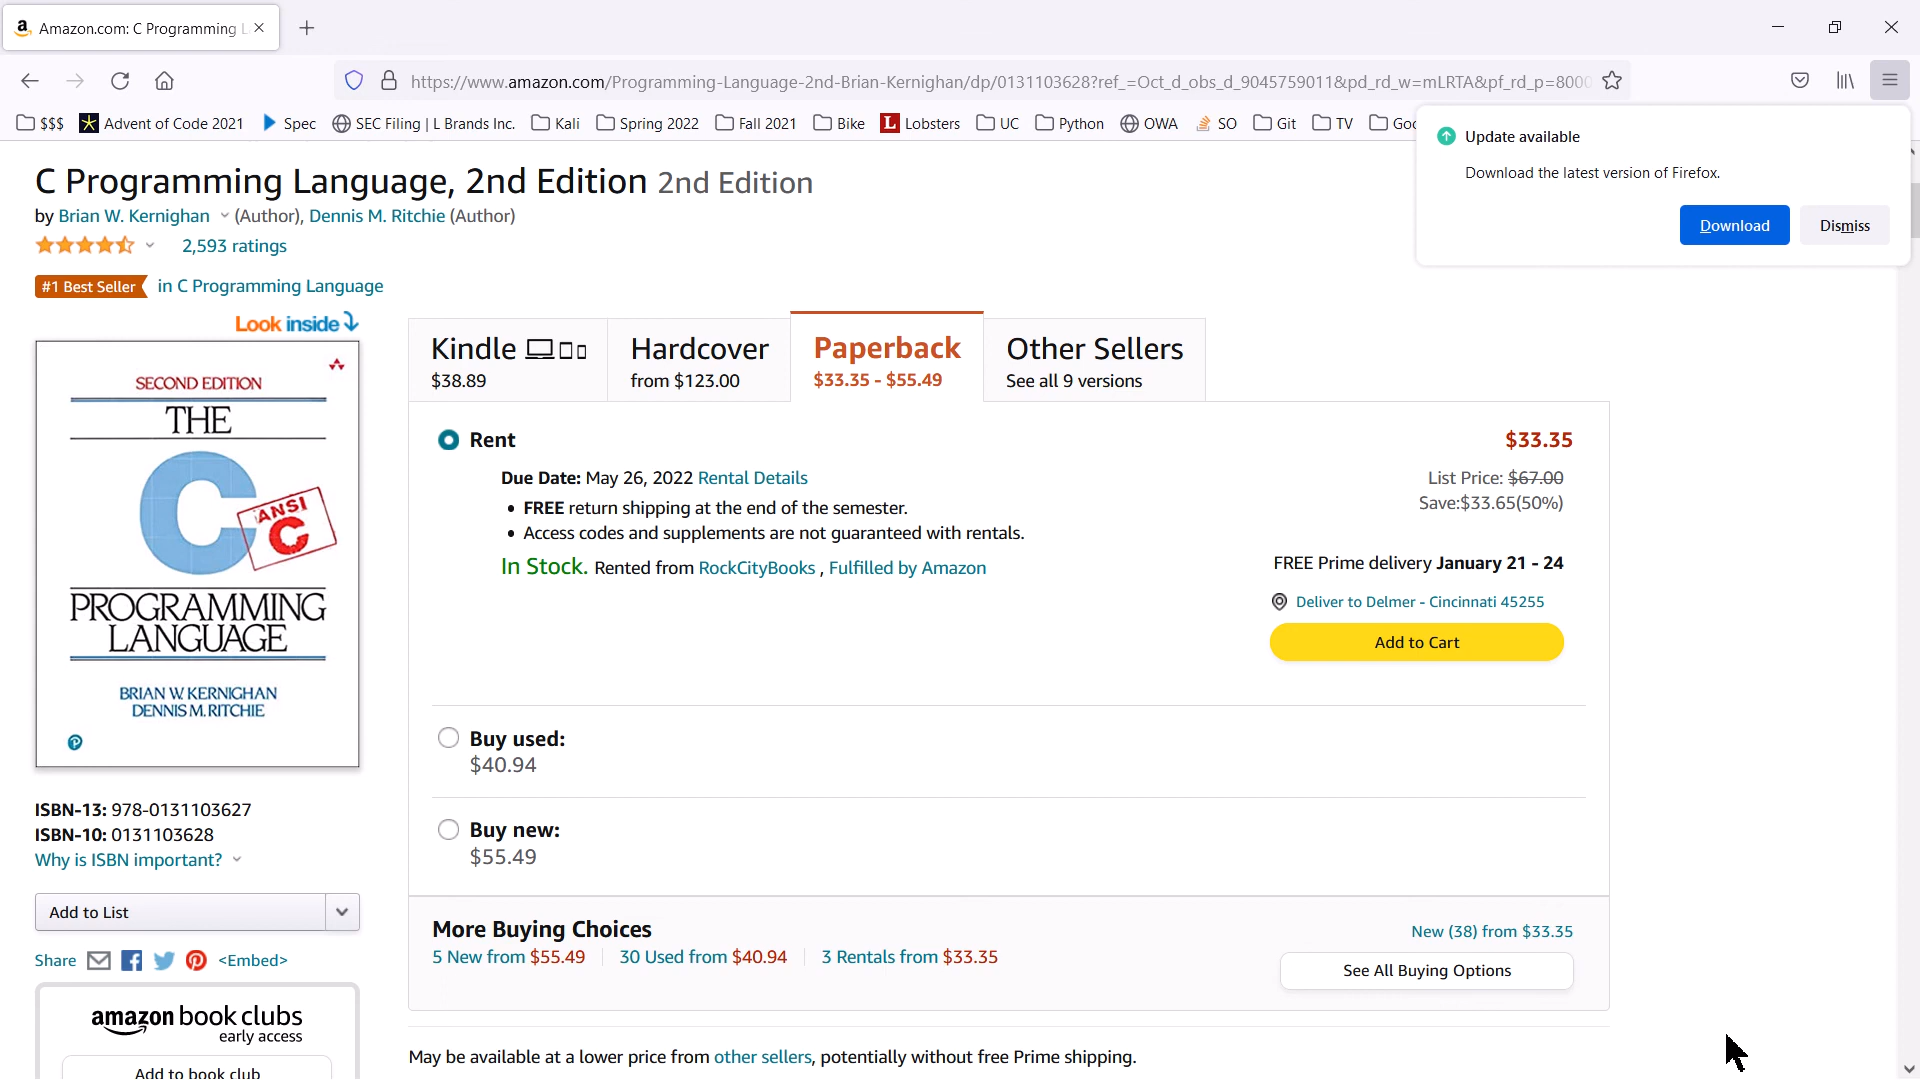 Amazon.com: C Programming L
https://www.amazon.com/Programming-Language-2nd-Brian-Kernighan/dp/0131103628?ref_=Oct_d_obs_d_9045759011&pd_rd_w=mLRTA&pf_rd_p=8000
$$$ Advent of Code 2021 Spec SEC Filing | L Brands Inc. Kali Spring 2022 Fall 2021 Bike Lobsters UC Python OWA SO Git TV Goo
Update available
Download the latest version of Firefox.
Download Dismiss
C Programming Language, 2nd Edition 2nd Edition
by Brian W. Kernighan (Author), Dennis M. Ritchie (Author)
2,593 ratings
#1 Best Seller in C Programming Language
Look inside
SECOND EDITION
THE
C
ANSI
C
PROGRAMMING
LANGUAGE
BRIAN W. KERNIGHAN
DENNIS M. RITCHIE
ISBN-13: 978-0131103627
ISBN-10: 0131103628
Why is ISBN important?
Add to List
Share <Embed>
amazon book clubs
early access
Add to book club
Kindle Hardcover Paperback Other Sellers
$38.89 from $123.00 $33.35 - $55.49 See all 9 versions
Rent $33.35
Due Date: May 26, 2022 Rental Details
• FREE return shipping at the end of the semester.
• Access codes and supplements are not guaranteed with rentals.
In Stock. Rented from RockCityBooks , Fulfilled by Amazon
List Price: $67.00
Save:$33.65(50%)
FREE Prime delivery January 21 - 24
Deliver to Delmer - Cincinnati 45255
Add to Cart
Buy used:
$40.94
Buy new:
$55.49
More Buying Choices
5 New from $55.49 30 Used from $40.94 3 Rentals from $33.35
New (38) from $33.35
See All Buying Options
May be available at a lower price from other sellers, potentially without free Prime shipping.